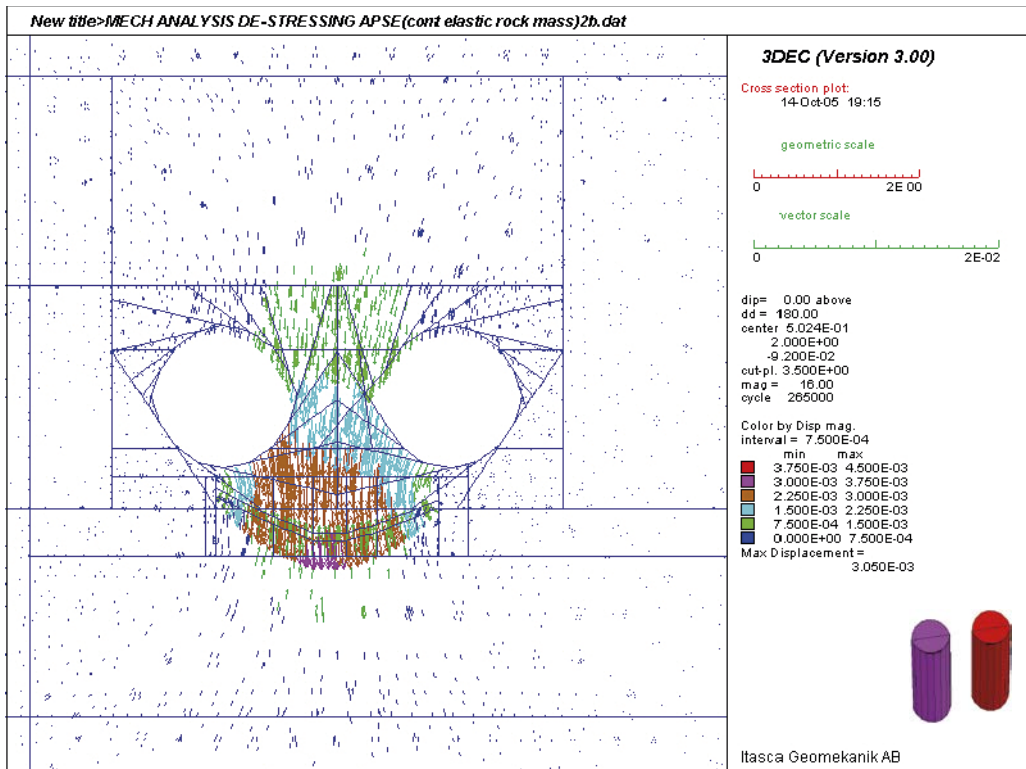 New title>MECH ANALYSIS DE-STRESSING APSE(cont elastic rock mass)2b.dat
3DEC (Version 3.00)
Cross section plot:
14-Oct-05 19:15
geometric scale
0 2E 00
vector scale
0 2E-02
dip= 0.00 above
dd = 180.00
center 5.024E-01
2.000E+00
-9.200E-02
cut-pl. 3.500E+00
mag = 16.00
cycle 265000
Color by Disp mag.
interval = 7.500E-04
min max
3.750E-03 4.500E-03
3.000E-03 3.750E-03
2.250E-03 3.000E-03
1.500E-03 2.250E-03
7.500E-04 1.500E-03
0.000E+00 7.500E-04
Max Displacement =
3.050E-03
Itasca Geomekanik AB